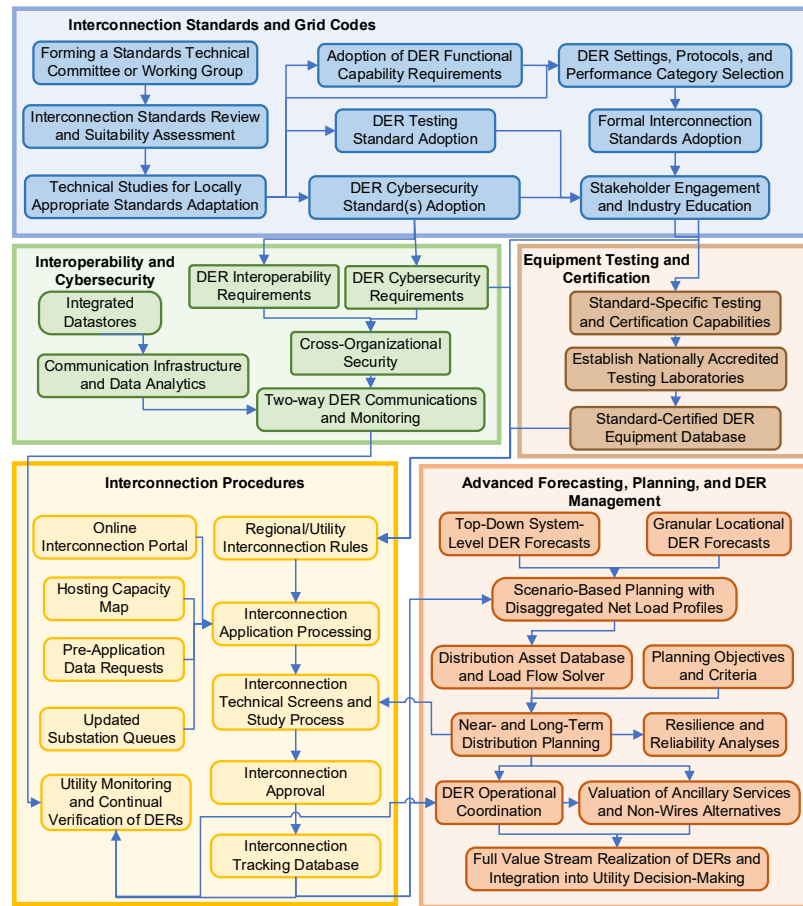 Interconnection Standards and Grid Codes
Forming a Standards Technical
Committee or Working Group
Adoption of DER Functional
Capability Requirements
DER Settings, Protocols, and
Performance Category Selection
Interconnection Standards Review
and Suitability Assessment
DER Testing
Standard Adoption
Formal Interconnection
Standards Adoption
Technical Studies for Locally
Appropriate Standards Adaptation
DER Cybersecurity
Standard(s) Adoption
Stakeholder Engagement
and Industry Education
Interoperability and
Cybersecurity
DER Interoperability
Requirements
DER Cybersecurity
Requirements
Integrated
Datastores
Cross-Organizational
Security
Communication Infrastructure
and Data Analytics
Two-way DER Communications
and Monitoring
Equipment Testing and
Certification
Standard-Specific Testing
and Certification Capabilities
Establish Nationally Accredited
Testing Laboratories
Standard-Certified DER
Equipment Database
Interconnection Procedures
Online
Interconnection Portal
Regional/Utility
Interconnection Rules
Hosting Capacity
Map
Interconnection
Application Processing
Pre-Application
Data Requests
Interconnection
Technical Screens and
Study Process
Updated
Substation Queues
Interconnection
Approval
Utility Monitoring
and Continual
Verification of DERs
Interconnection
Tracking Database
Advanced Forecasting, Planning, and DER
Management
Top-Down System-
Level DER Forecasts
Granular Locational
DER Forecasts
Scenario-Based Planning with
Disaggregated Net Load Profiles
Distribution Asset Database
and Load Flow Solver
Planning Objectives
and Criteria
Near- and Long-Term
Distribution Planning
Resilience and
Reliability Analyses
DER Operational
Coordination
Valuation of Ancillary Services
and Non-Wires Alternatives
Full Value Stream Realization of DERs and
Integration into Utility Decision-Making